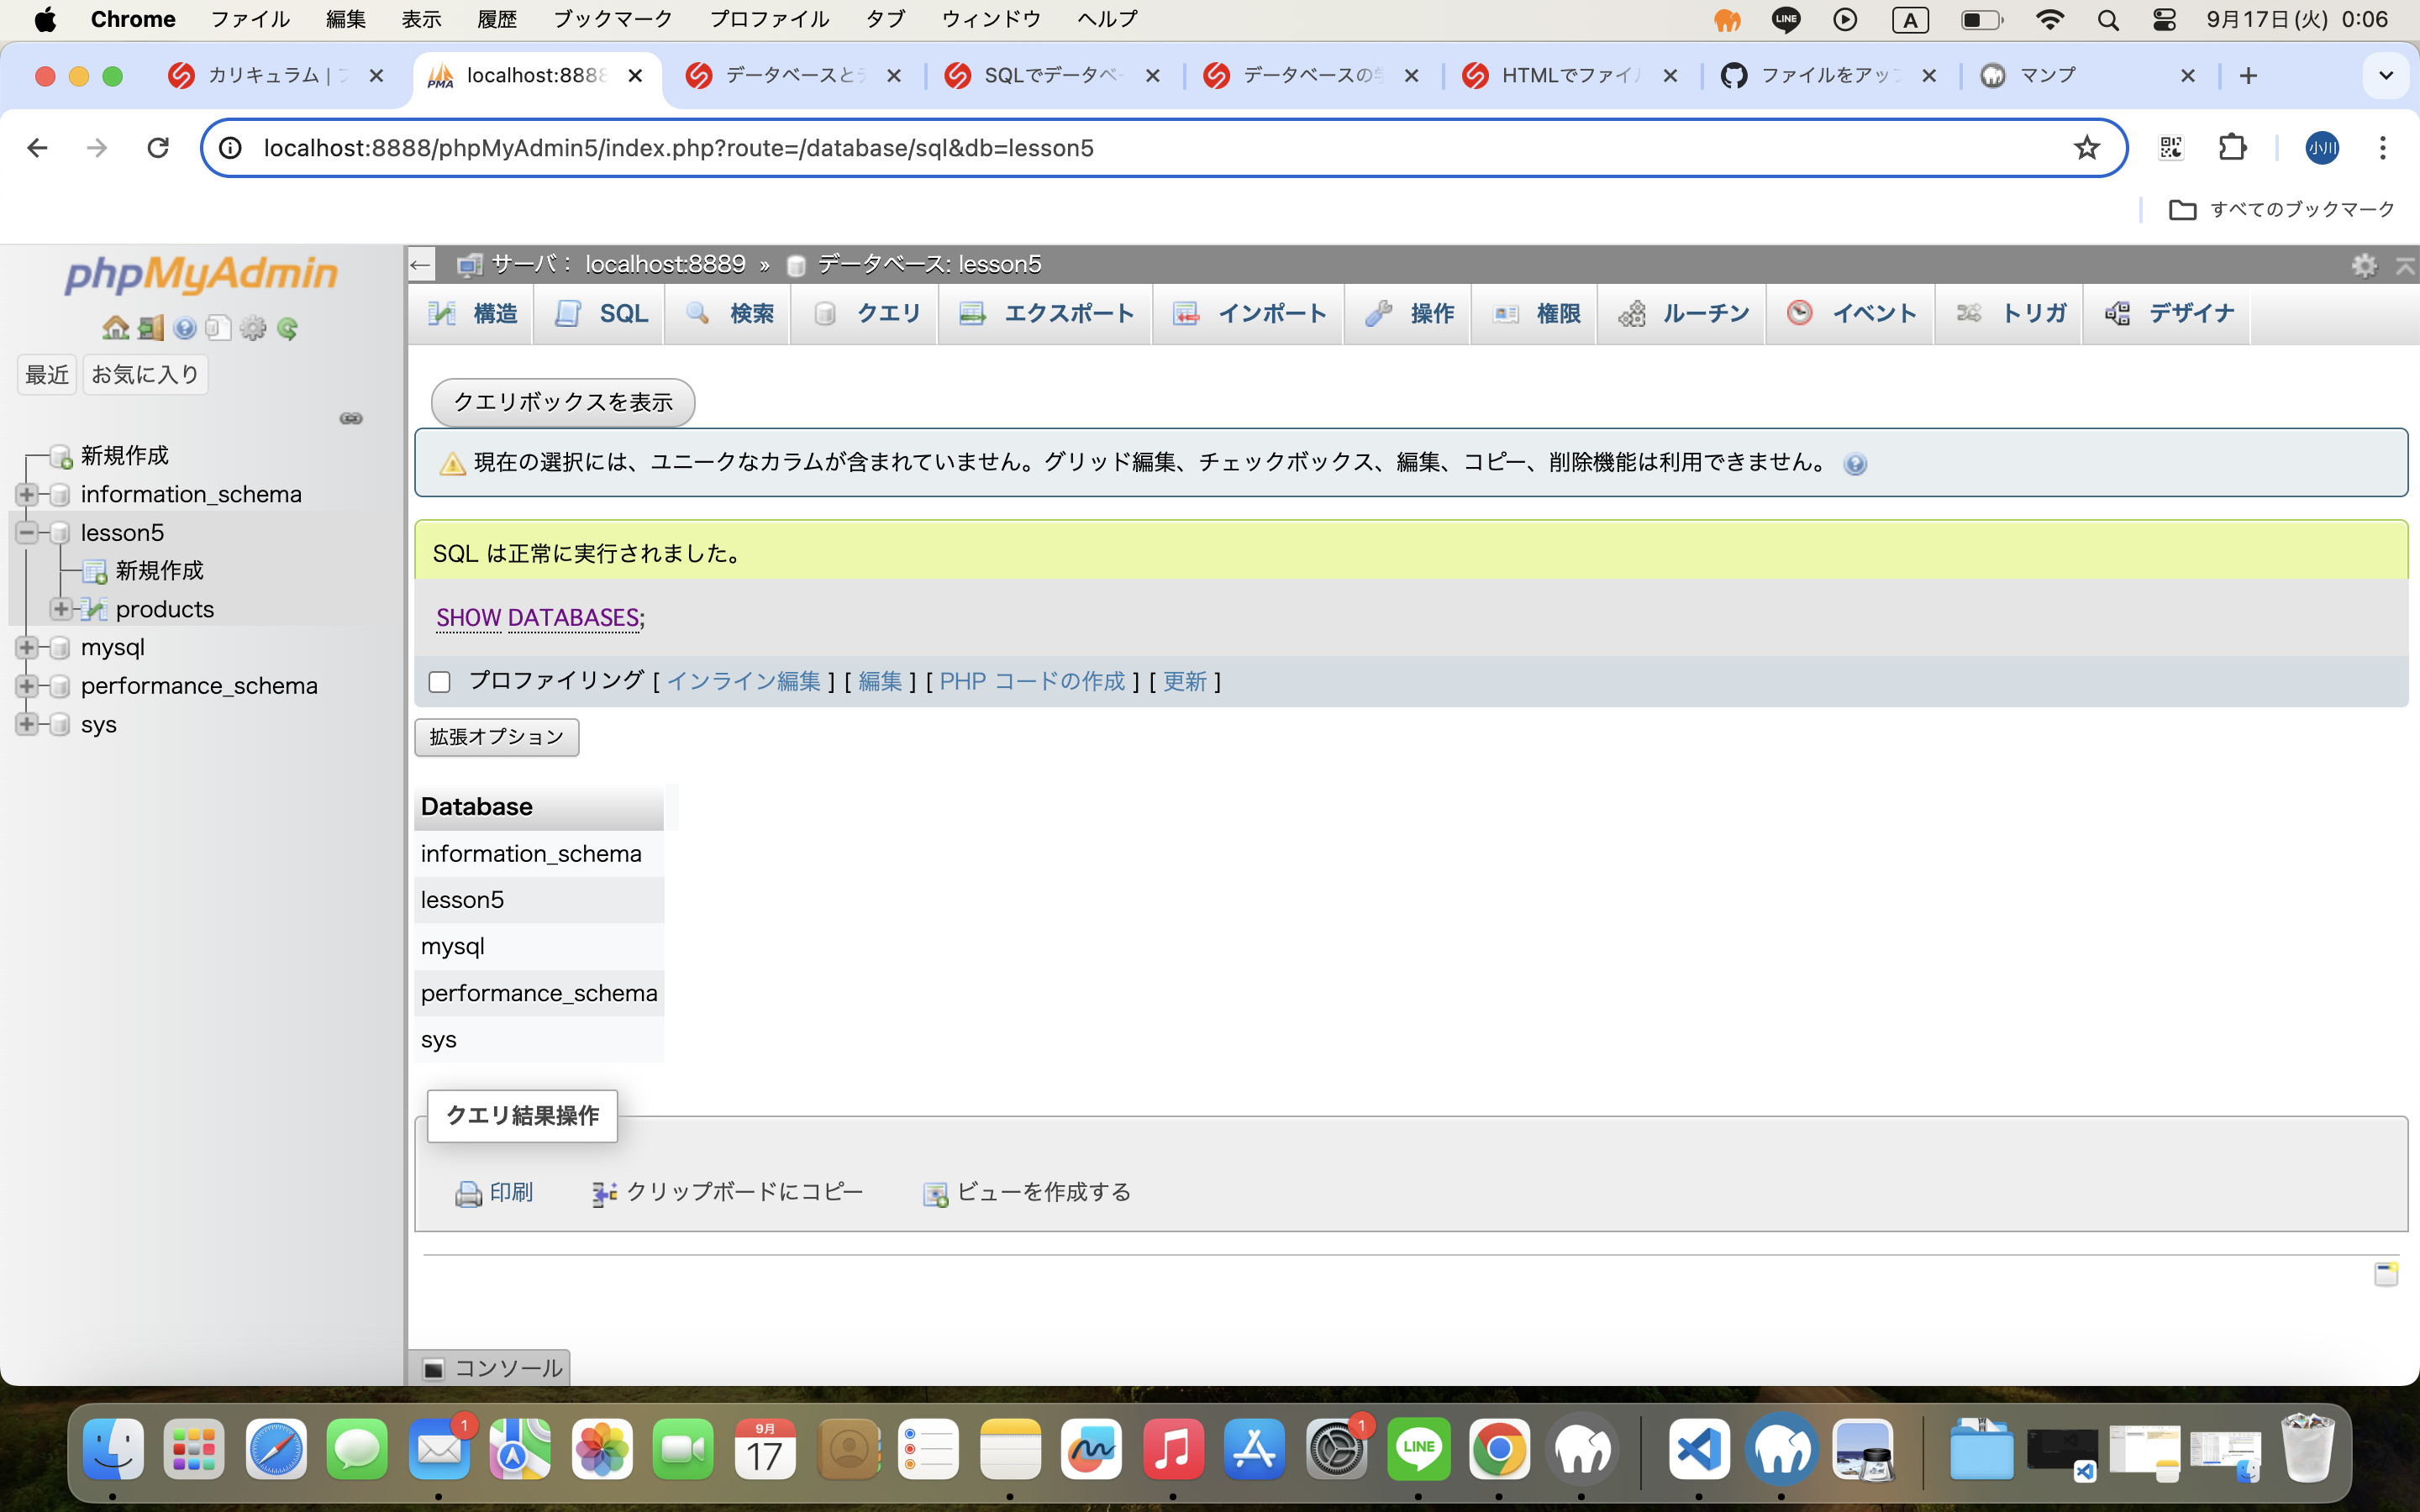 Chrome ファイル 編集 表示 履歴 ブックマーク プロファイル タブ ウィンドウ ヘルプ LINE A 9月17日(火) 0:06
カリキュラム | localhost:8888 データベースと SQLでデータベ データベースの HTMLでファイ ファイルをアップ マンプ
localhost:8888/phpMyAdmin5/index.php?route=/database/sql&db=lesson5 小川
すべてのブックマーク
phpMyAdmin
最近 お気に入り
新規作成
information_schema
lesson5
新規作成
products
mysql
performance_schema
sys
サーバ: localhost:8889 » データベース: lesson5
構造 SQL 検索 クエリ エクスポート インポート 操作 権限 ルーチン イベント トリガ デザイナ
クエリボックスを表示
現在の選択には、ユニークなカラムが含まれていません。グリッド編集、チェックボックス、編集、コピー、削除機能は利用できません。
SQL は正常に実行されました。
SHOW DATABASES;
プロファイリング [ インライン編集 ] [ 編集 ] [ PHP コードの作成 ] [ 更新 ]
拡張オプション
Database
information_schema
lesson5
mysql
performance_schema
sys
クエリ結果操作
印刷 クリップボードにコピー ビューを作成する
コンソール
1 9月 17 1 LINE